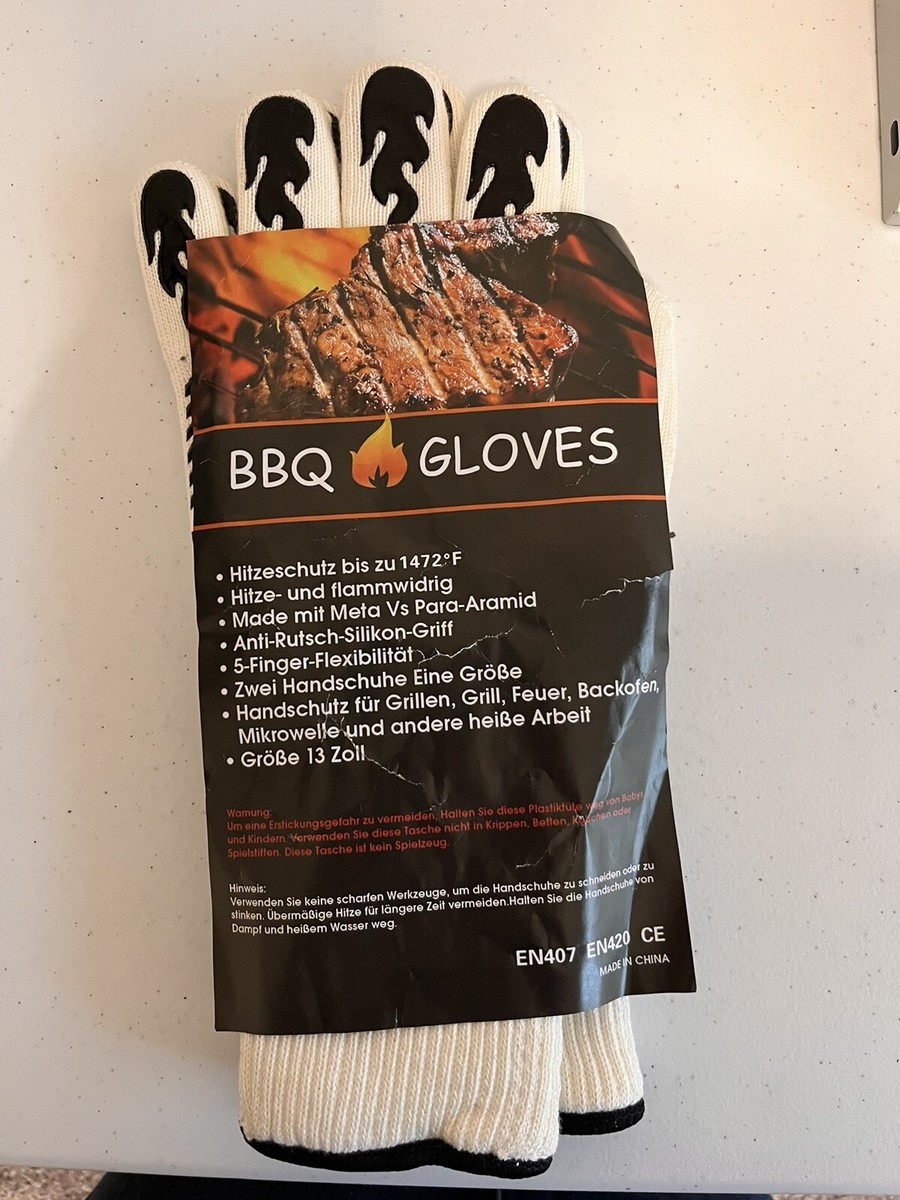 BBQ GLOVES
• Hitzeschutz bis zu 1472°F
• Hitze- und flammwidrig
• Made mit Meta Vs Para-Aramid
• Anti-Rutsch-Silikon-Griff
• 5-Finger-Flexibilität
• Zwei Handschuhe Eine Größe
• Handschutz für Grillen, Grill, Feuer, Backofen,
Mikrowelle und andere heiße Arbeit
• Größe 13 Zoll
Warnung:
Um eine Erstickungsgefahr zu vermeiden, Halten Sie diese Plastiktüte weg von Babys
und Kindern. Verwenden Sie diese Tasche nicht in Krippen, Betten, Kutschen oder
Spielstiften. Diese Tasche ist kein Spielzeug.
Hinweis:
Verwenden Sie keine scharfen Werkzeuge, um die Handschuhe zu schneiden oder zu
stinken. Übermäßige Hitze für längere Zeit vermeiden.Halten Sie die Handschuhe von
Dampf und heißem Wasser weg.
EN407 EN420 CE
MADE IN CHINA